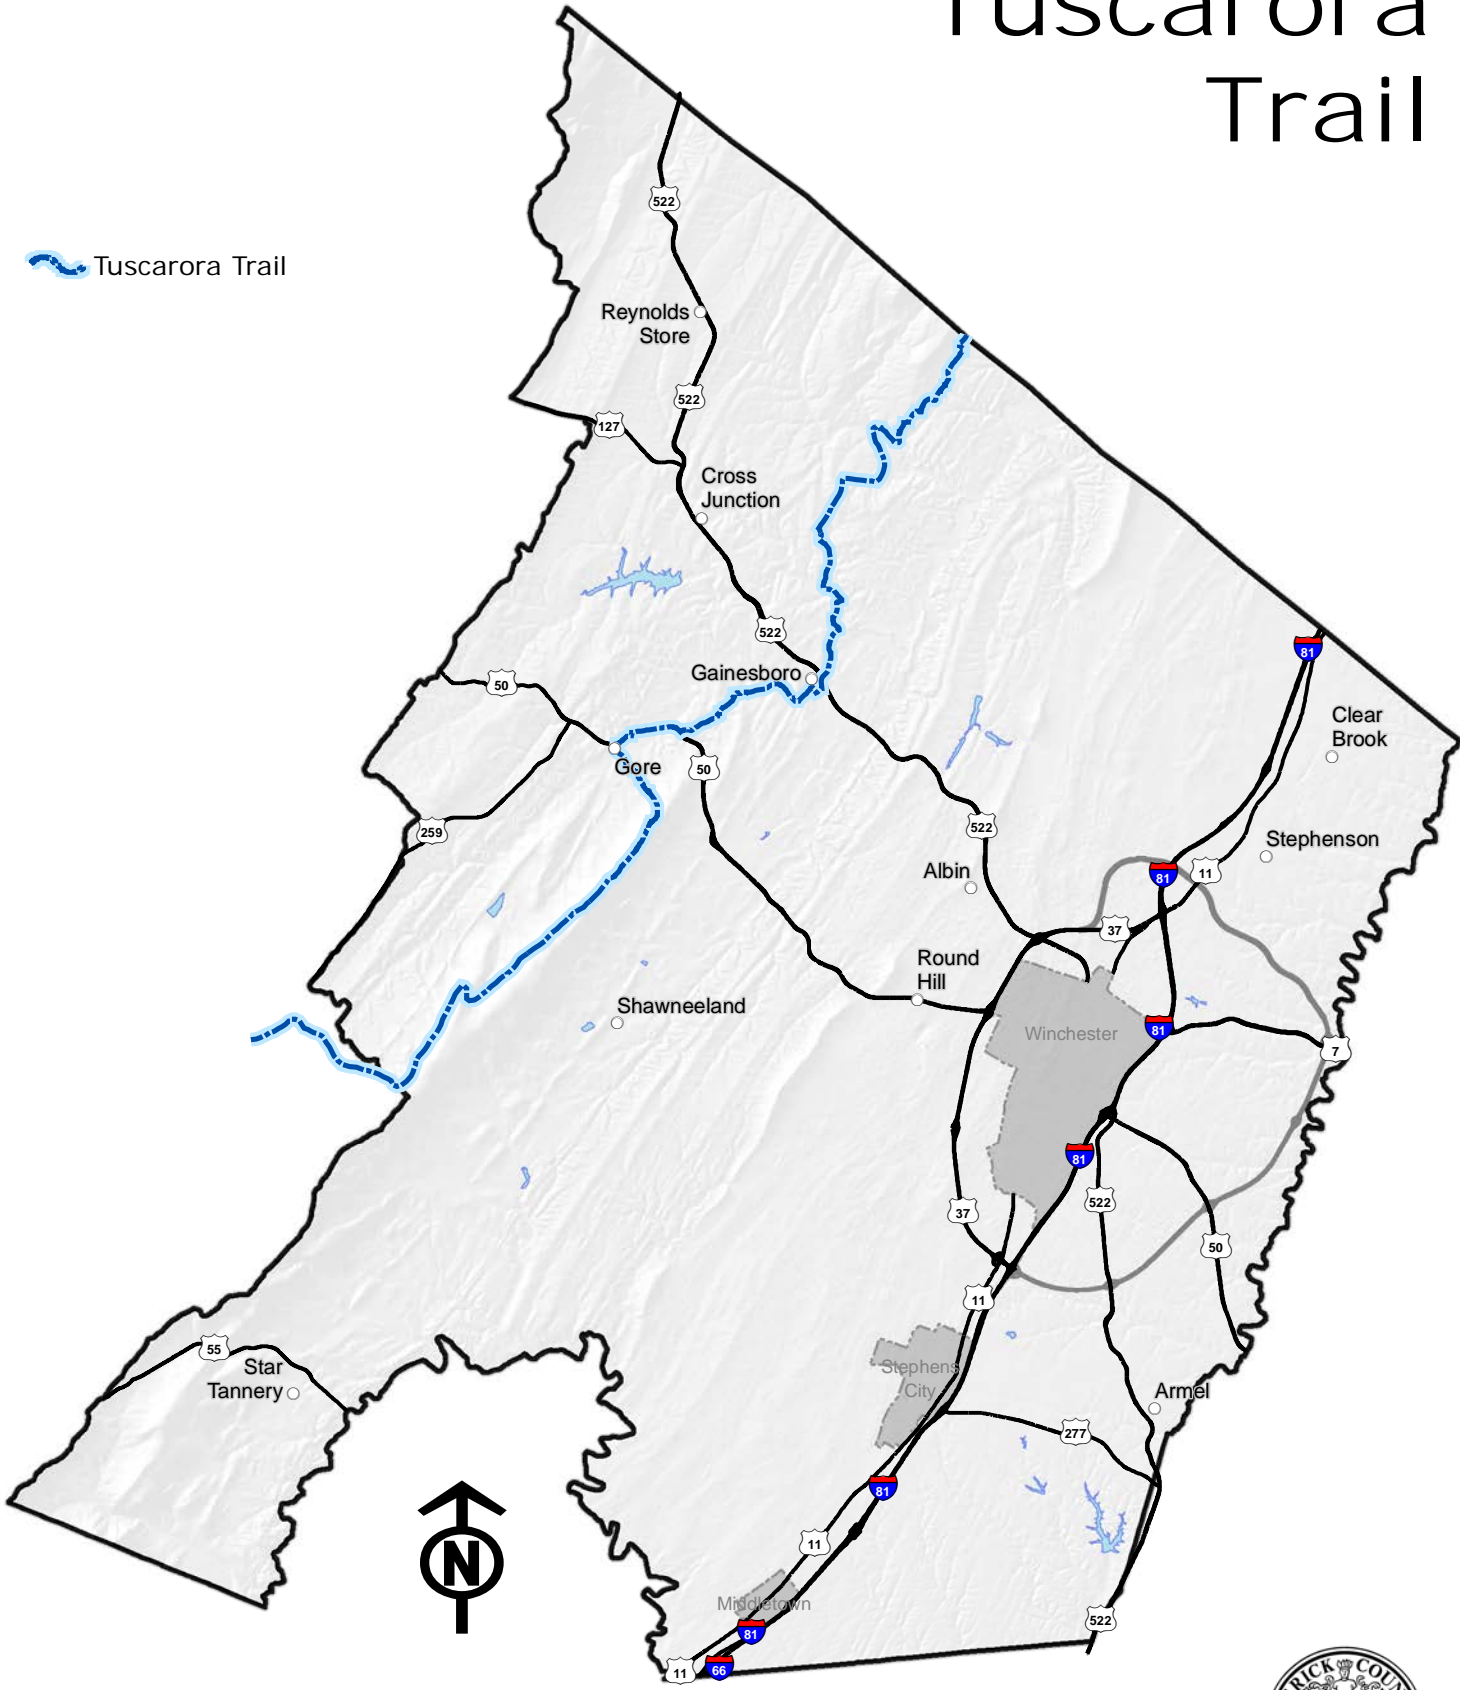 Tuscarora
Trail
522
Tuscarora Trail
Reynolds
Store
522
127
Cross
Junction
522
81
Gainesboro
50
Clear
Brook
Gore
50
522
259
Stephenson
Albin
81
11
37
Round
Hill
Shawneeland
Winchester
81
7
81
522
37
50
11
55
Star
Tannery
Stephens
City
Armel
277
81
11
N
Middletown
522
81
11
66